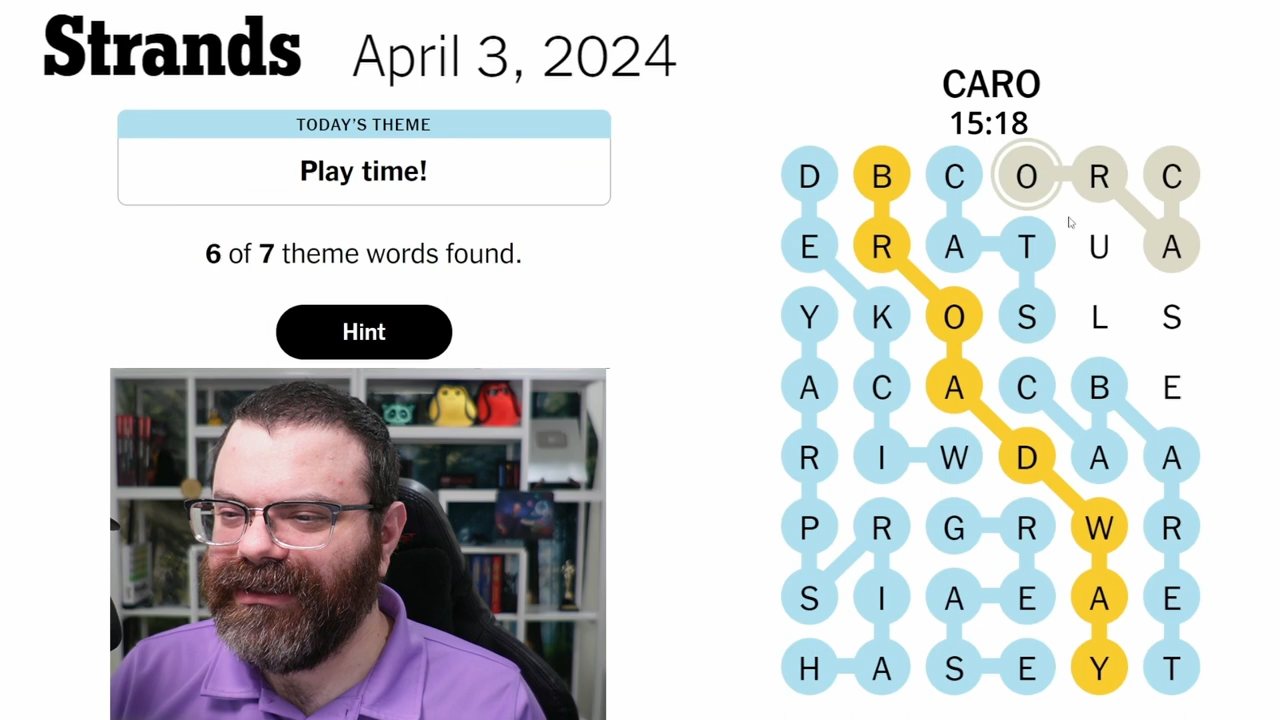 Strands April 3, 2024
TODAY'S THEME
Play time!
6 of 7 theme words found.
Hint
CARO
15:18
D B C O R C
E R A T U A
Y K O S L S
A C A C B E
R I W D A A
P R G R W R
S I A E A E
H A S E Y T